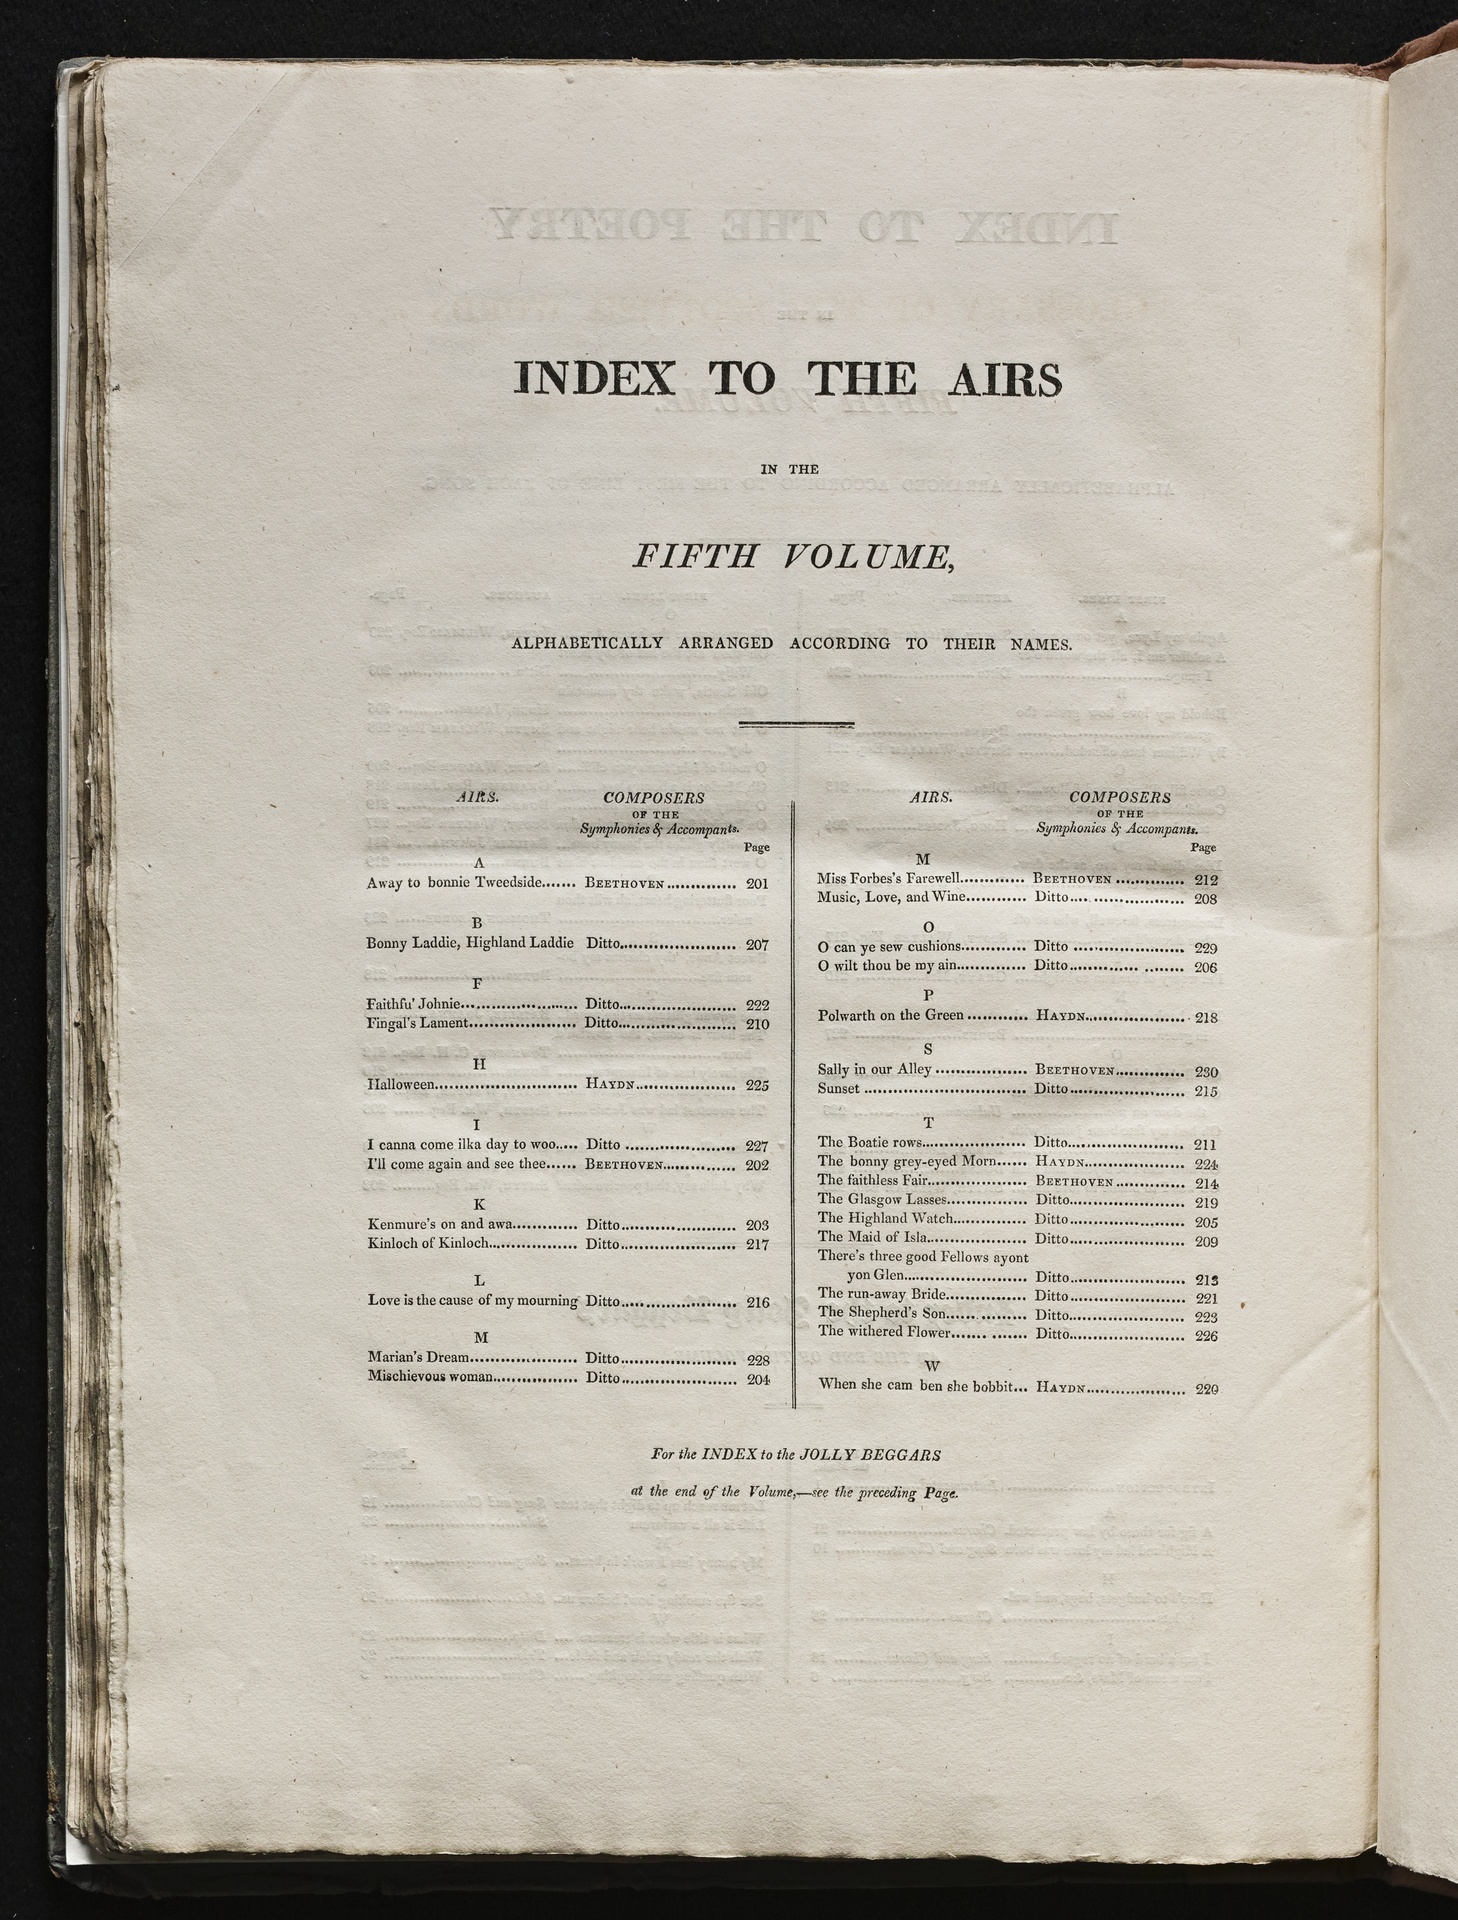 INDEX TO THE AIRS
IN THE
FIFTH VOLUME,
ALPHABETICALLY ARRANGED ACCORDING TO THEIR NAMES.
AIRS. COMPOSERS
OF THE
Symphonies & Accompants.
Page
A
Away to bonnie Tweedside....... BEETHOVEN .............. 201
B
Bonny Laddie, Highland Laddie Ditto....................... 207
F
Faithfu' Johnie....................... Ditto....................... 222
Fingal's Lament..................... Ditto....................... 210
H
Halloween............................ HAYDN................... 225
I
I canna come ilka day to woo..... Ditto ...................... 227
I'll come again and see thee...... BEETHOVEN.............. 202
K
Kenmure's on and awa............. Ditto....................... 203
Kinloch of Kinloch................. Ditto....................... 217
L
Love is the cause of my mourning Ditto....................... 216
M
Marian's Dream..................... Ditto....................... 228
Mischievous woman................. Ditto....................... 204
AIRS. COMPOSERS
OF THE
Symphonies & Accompants.
Page
M
Miss Forbes's Farewell............. BEETHOVEN .............. 212
Music, Love, and Wine............ Ditto.... .................. 208
O
O can ye sew cushions............. Ditto ...................... 229
O wilt thou be my ain.............. Ditto.............. ........ 206
P
Polwarth on the Green ............ HAYDN.................... 218
S
Sally in our Alley ................... BEETHOVEN.............. 230
Sunset ................................. Ditto....................... 215
T
The Boatie rows..................... Ditto....................... 211
The bonny grey-eyed Morn...... HAYDN.................... 224
The faithless Fair.................... BEETHOVEN .............. 214
The Glasgow Lasses................ Ditto....................... 219
The Highland Watch............... Ditto....................... 205
The Maid of Isla.................... Ditto....................... 209
There's three good Fellows ayont
yon Glen......................... Ditto....................... 213
The run-away Bride................ Ditto....................... 221
The Shepherd's Son...... ......... Ditto....................... 223
The withered Flower....... ....... Ditto....................... 226
W
When she cam ben she bobbit... HAYDN.................... 220
For the INDEX to the JOLLY BEGGARS
at the end of the Volume,—see the preceding Page.